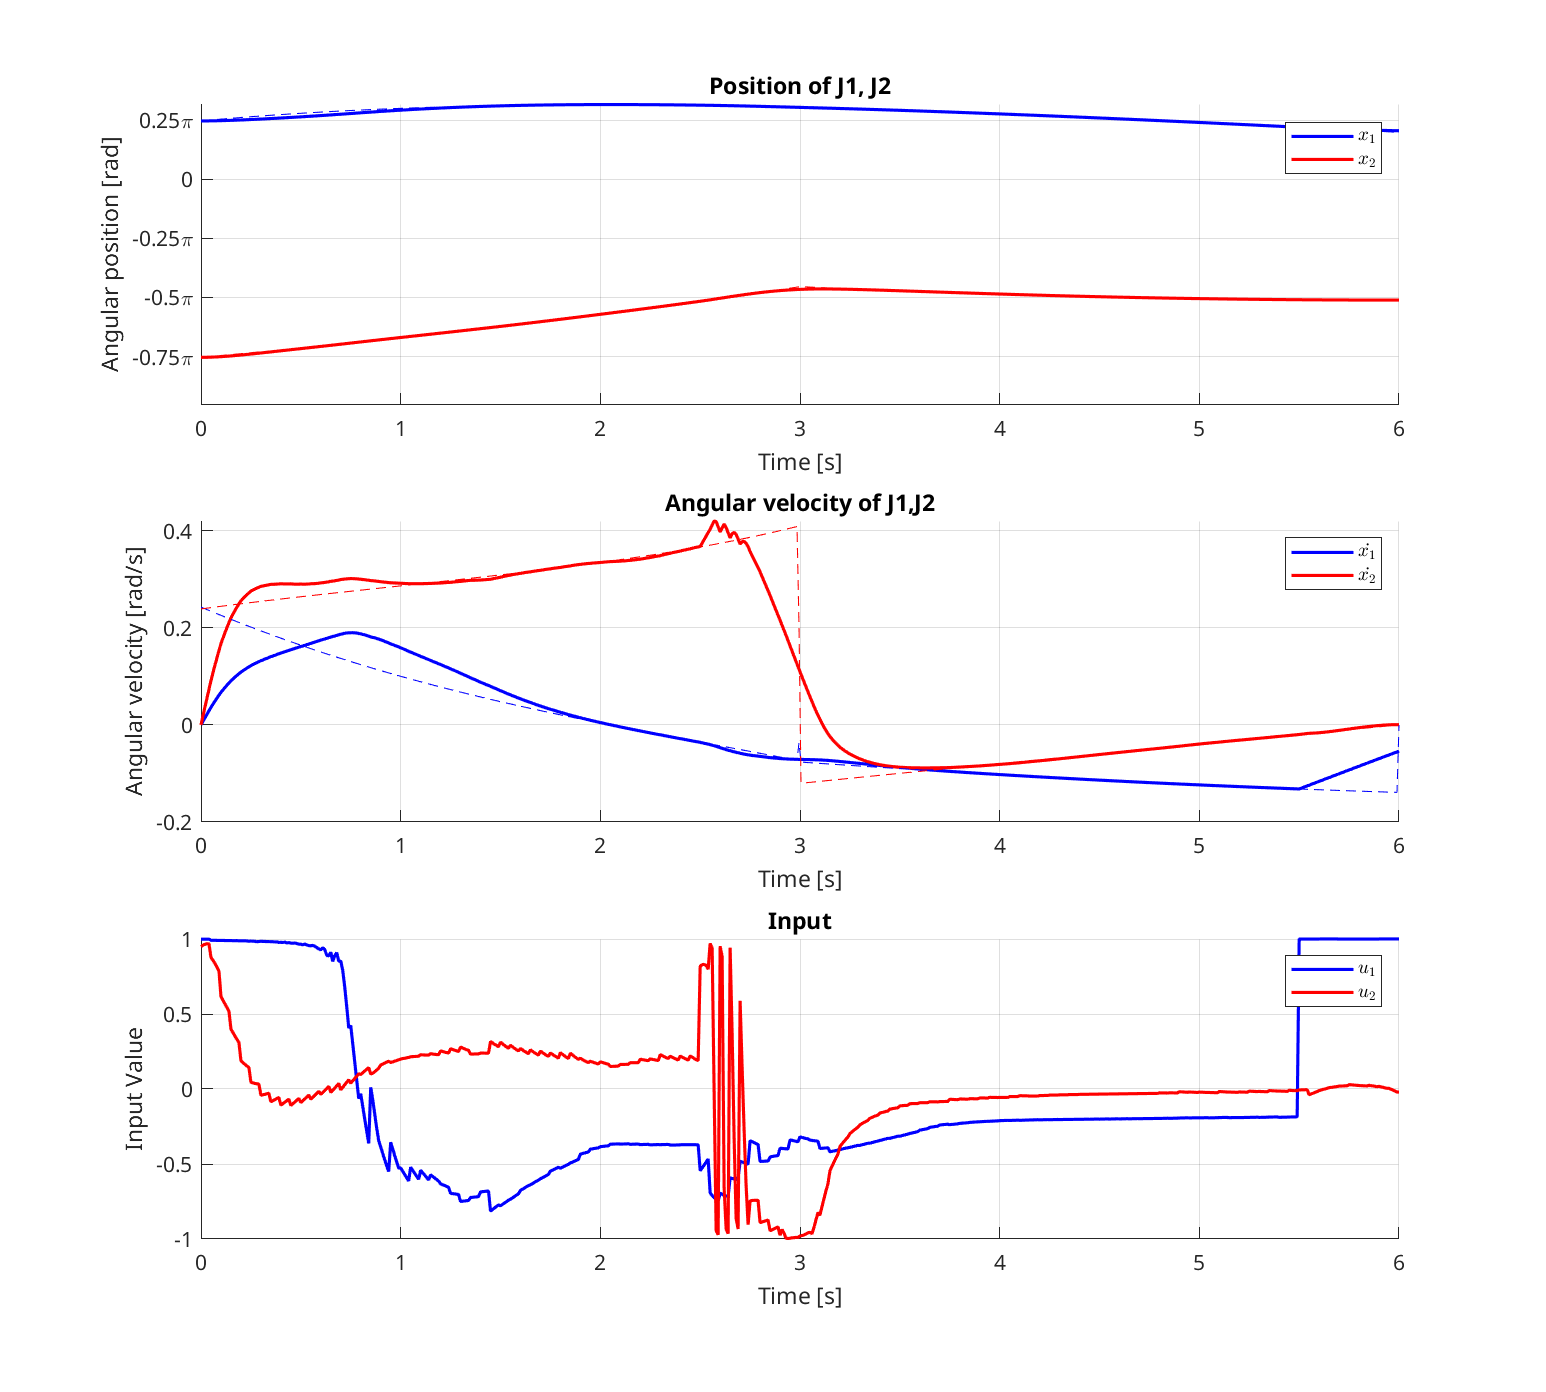 Position of J1, J2
Angular position [rad]
0.25π
0
-0.25π
-0.5π
-0.75π
x₁
x₂
0 1 2 3 4 5 6
Time [s]
Angular velocity of J1,J2
Angular velocity [rad/s]
0.4
0.2
0
-0.2
ẋ₁
ẋ₂
0 1 2 3 4 5 6
Time [s]
Input
Input Value
1
0.5
0
-0.5
-1
u₁
u₂
0 1 2 3 4 5 6
Time [s]